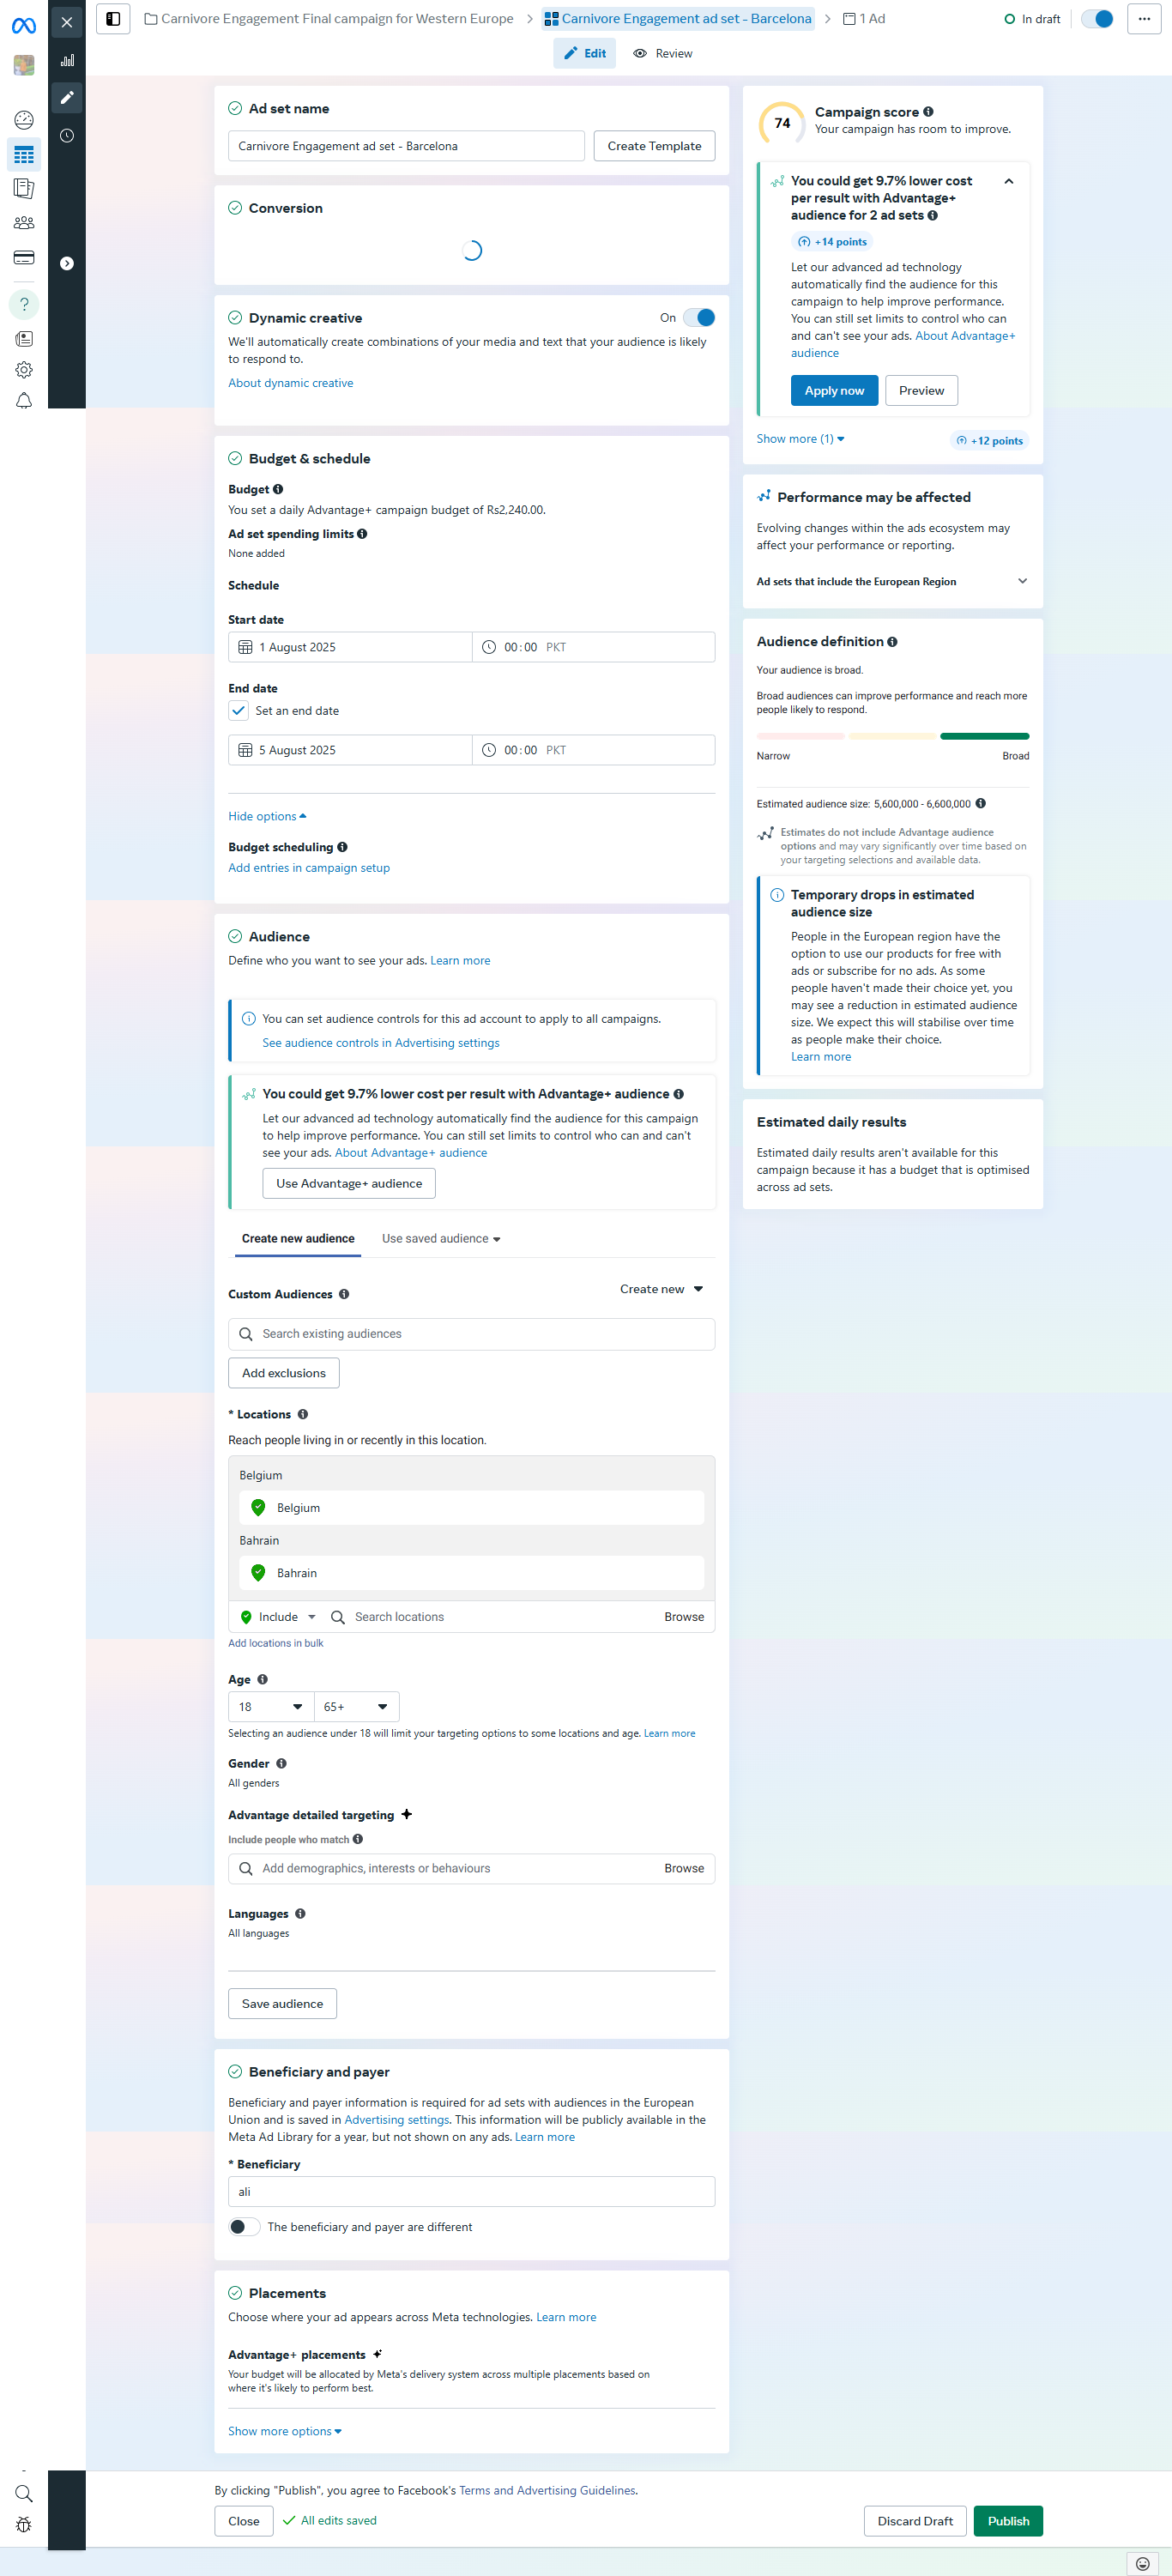 Carnivore Engagement Final campaign for Western Europe
Carnivore Engagement ad set - Barcelona
1 Ad
In draft
Edit
Review
Ad set name
Carnivore Engagement ad set - Barcelona
Create Template
Conversion
Dynamic creative
On
We'll automatically create combinations of your media and text that your audience is likely
to respond to.
About dynamic creative
Budget & schedule
Budget
You set a daily Advantage+ campaign budget of Rs2,240.00.
Ad set spending limits
None added
Schedule
Start date
1 August 2025
00:00 PKT
End date
Set an end date
5 August 2025
00:00 PKT
Hide options
Budget scheduling
Add entries in campaign setup
Audience
Define who you want to see your ads. Learn more
You can set audience controls for this ad account to apply to all campaigns.
See audience controls in Advertising settings
You could get 9.7% lower cost per result with Advantage+ audience
Let our advanced ad technology automatically find the audience for this campaign
to help improve performance. You can still set limits to control who can and can't
see your ads. About Advantage+ audience
Use Advantage+ audience
Create new audience
Use saved audience
Custom Audiences
Create new
Search existing audiences
Add exclusions
* Locations
Reach people living in or recently in this location.
Belgium
Belgium
Bahrain
Bahrain
Include
Search locations
Browse
Add locations in bulk
Age
18
65+
Selecting an audience under 18 will limit your targeting options to some locations and age. Learn more
Gender
All genders
Advantage detailed targeting
Include people who match
Add demographics, interests or behaviours
Browse
Languages
All languages
Save audience
Beneficiary and payer
Beneficiary and payer information is required for ad sets with audiences in the European
Union and is saved in Advertising settings. This information will be publicly available in the
Meta Ad Library for a year, but not shown on any ads. Learn more
* Beneficiary
ali
The beneficiary and payer are different
Placements
Choose where your ad appears across Meta technologies. Learn more
Advantage+ placements
Your budget will be allocated by Meta's delivery system across multiple placements based on
where it's likely to perform best.
Show more options
74
Campaign score
Your campaign has room to improve.
You could get 9.7% lower cost
per result with Advantage+
audience for 2 ad sets
+14 points
Let our advanced ad technology
automatically find the audience for this
campaign to help improve performance.
You can still set limits to control who can
and can't see your ads. About Advantage+
audience
Apply now
Preview
Show more (1)
+12 points
Performance may be affected
Evolving changes within the ads ecosystem may
affect your performance or reporting.
Ad sets that include the European Region
Audience definition
Your audience is broad.
Broad audiences can improve performance and reach more
people likely to respond.
Narrow
Broad
Estimated audience size: 5,600,000 - 6,600,000
Estimates do not include Advantage audience
options and may vary significantly over time based on
your targeting selections and available data.
Temporary drops in estimated
audience size
People in the European region have the
option to use our products for free with
ads or subscribe for no ads. As some
people haven't made their choice yet, you
may see a reduction in estimated audience
size. We expect this will stabilise over time
as people make their choice.
Learn more
Estimated daily results
Estimated daily results aren't available for this
campaign because it has a budget that is optimised
across ad sets.
By clicking "Publish", you agree to Facebook's Terms and Advertising Guidelines.
Close
All edits saved
Discard Draft
Publish